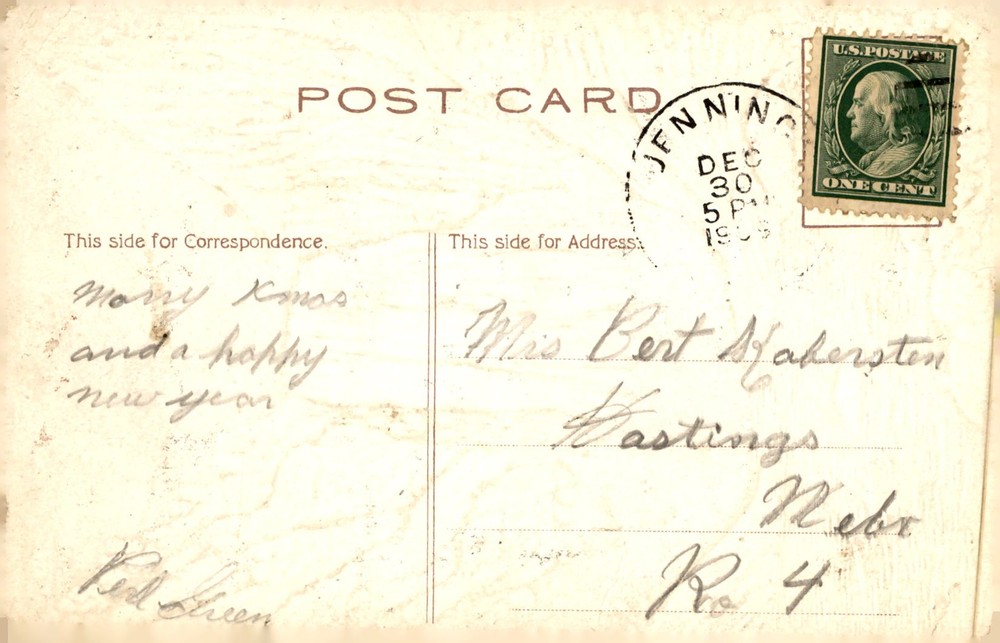 POST CARD
U.S. POSTAGE
ONE CENT
JENNING
DEC
30
5 PM
This side for Correspondence.
This side for Address.
Merry Xmas
and a happy
new year
Green
Mrs Bert
Hastings
Nebr
R. 4